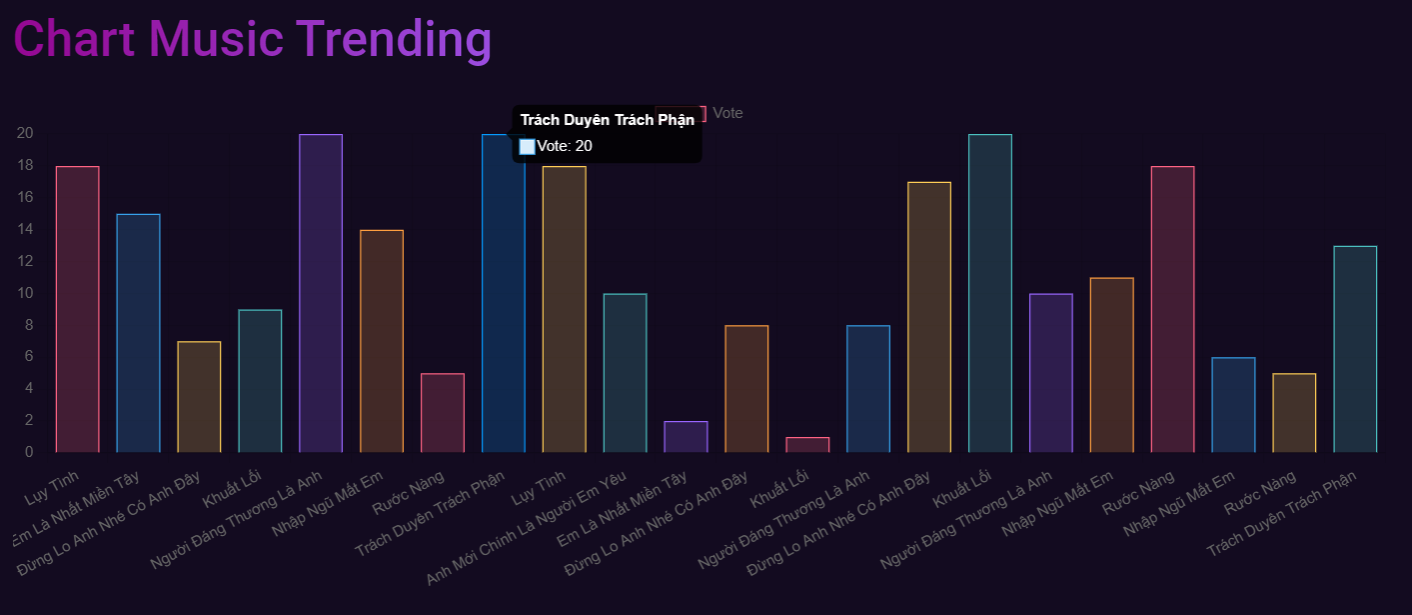 Chart Music Trending
Vote
Trách Duyên Trách Phận
Vote: 20
20
18
16
14
12
10
8
6
4
2
0
Lụy Tình
Em Là Nhất Miền Tây
Đừng Lo Anh Nhé Có Anh Đây
Khuất Lối
Người Đáng Thương Là Anh
Nhập Ngũ Mất Em
Rước Nàng
Trách Duyên Trách Phận
Lụy Tình
Anh Mới Chính Là Người Em Yêu
Em Là Nhất Miền Tây
Đừng Lo Anh Nhé Có Anh Đây
Khuất Lối
Người Đáng Thương Là Anh
Đừng Lo Anh Nhé Có Anh Đây
Khuất Lối
Người Đáng Thương Là Anh
Nhập Ngũ Mất Em
Rước Nàng
Nhập Ngũ Mất Em
Rước Nàng
Trách Duyên Trách Phận